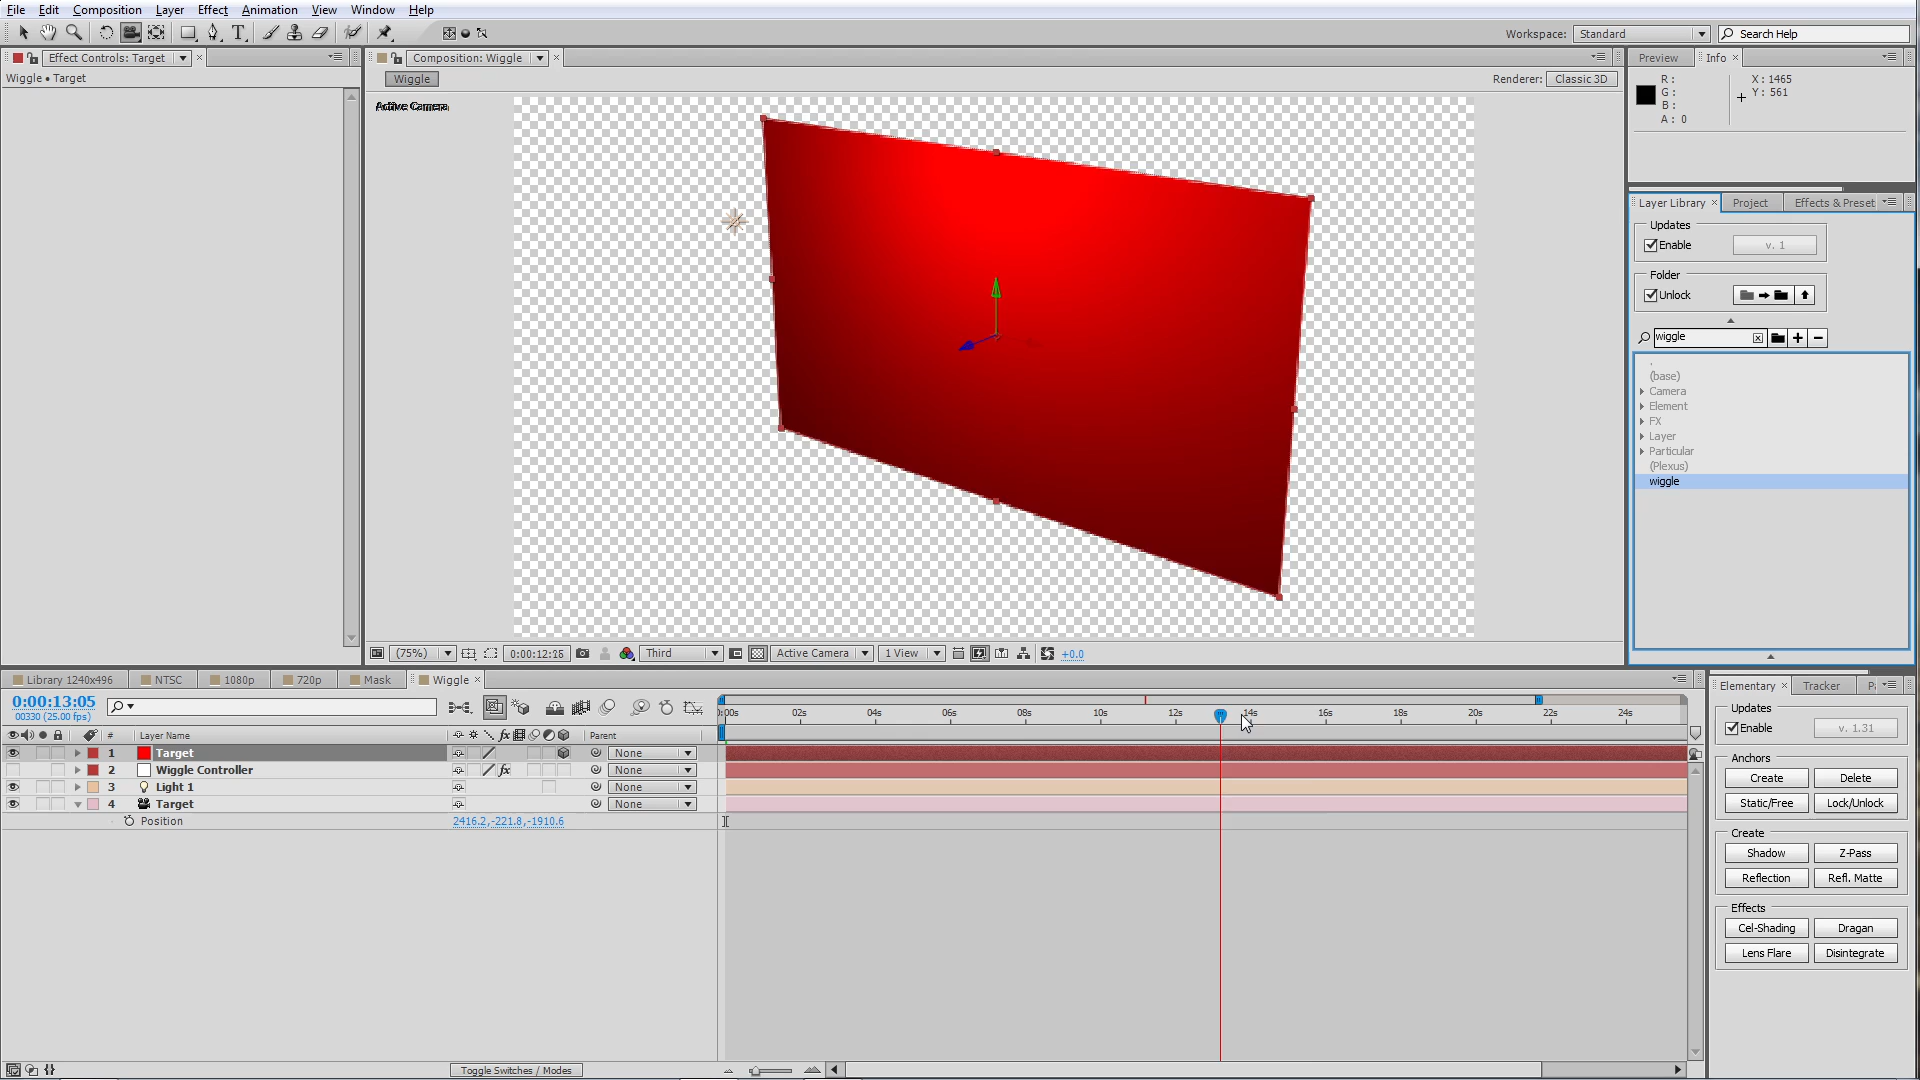 File Edit Composition Layer Effect Animation View Window Help
Workspace: Standard Search Help
Effect Controls: Target
Wiggle • Target
Composition: Wiggle
Wiggle
Renderer: Classic 3D
Active Camera
Preview Info
R:
G:
B:
A: 0
X: 1465
Y: 561
Layer Library Project Effects & Preset
Updates
Enable v. 1
Folder
Unlock
wiggle
(base)
Camera
Element
FX
Layer
Particular
(Plexus)
wiggle
(75%) Third Active Camera 1 View +0.0
Library 1240x496 NTSC 1080p 720p Mask Wiggle
0:00:13:05
00330 (25.00 fps)
02s 04s 06s 08s 10s 12s 14s 16s 18s 20s 22s 24s
# Layer Name fx Parent
1 Target None
2 Wiggle Controller fx None
3 Light 1 None
4 Target None
Position 2416.2,-221.8,-1910.6
Toggle Switches / Modes
Elementary Tracker
Updates
Enable v. 1.31
Anchors
Create Delete
Static/Free Lock/Unlock
Create
Shadow Z-Pass
Reflection Refl. Matte
Effects
Cel-Shading Dragan
Lens Flare Disintegrate